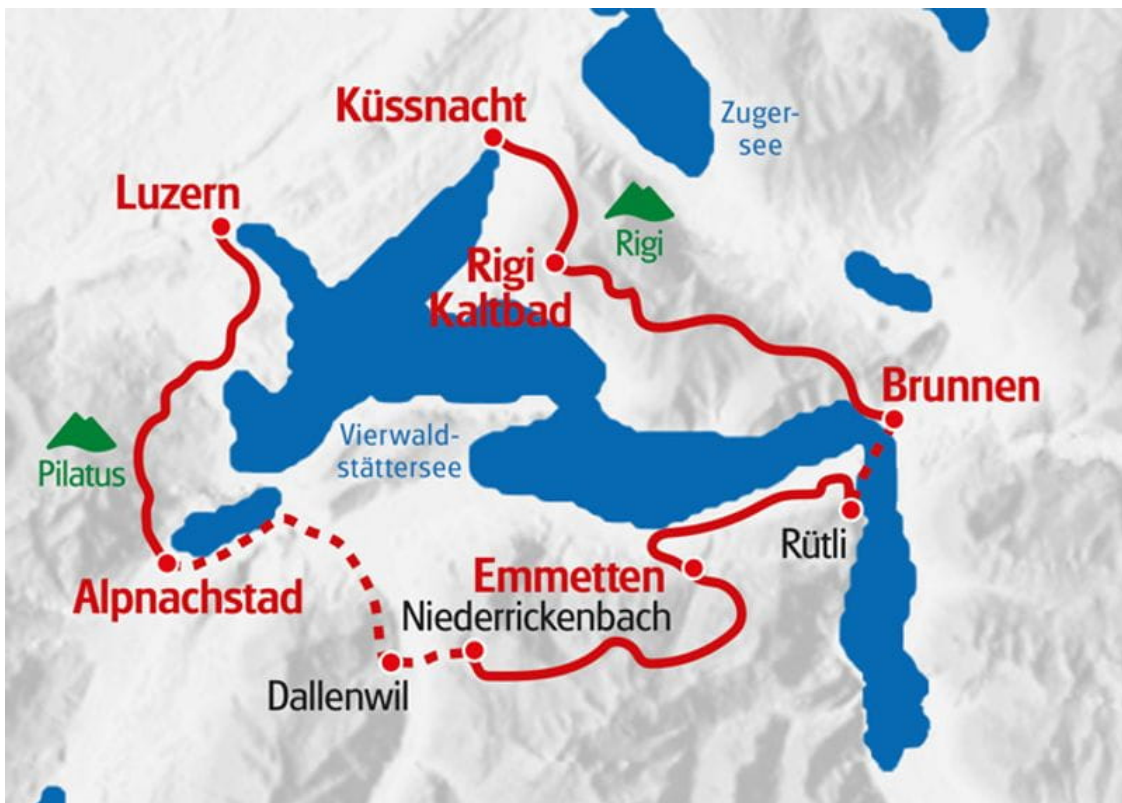 Küssnacht
Zuger-
see
Luzern
Rigi
Rigi
Kaltbad
Brunnen
Vierwald-
stättersee
Pilatus
Rütli
Emmetten
Alpnachstad
Niederrickenbach
Dallenwil